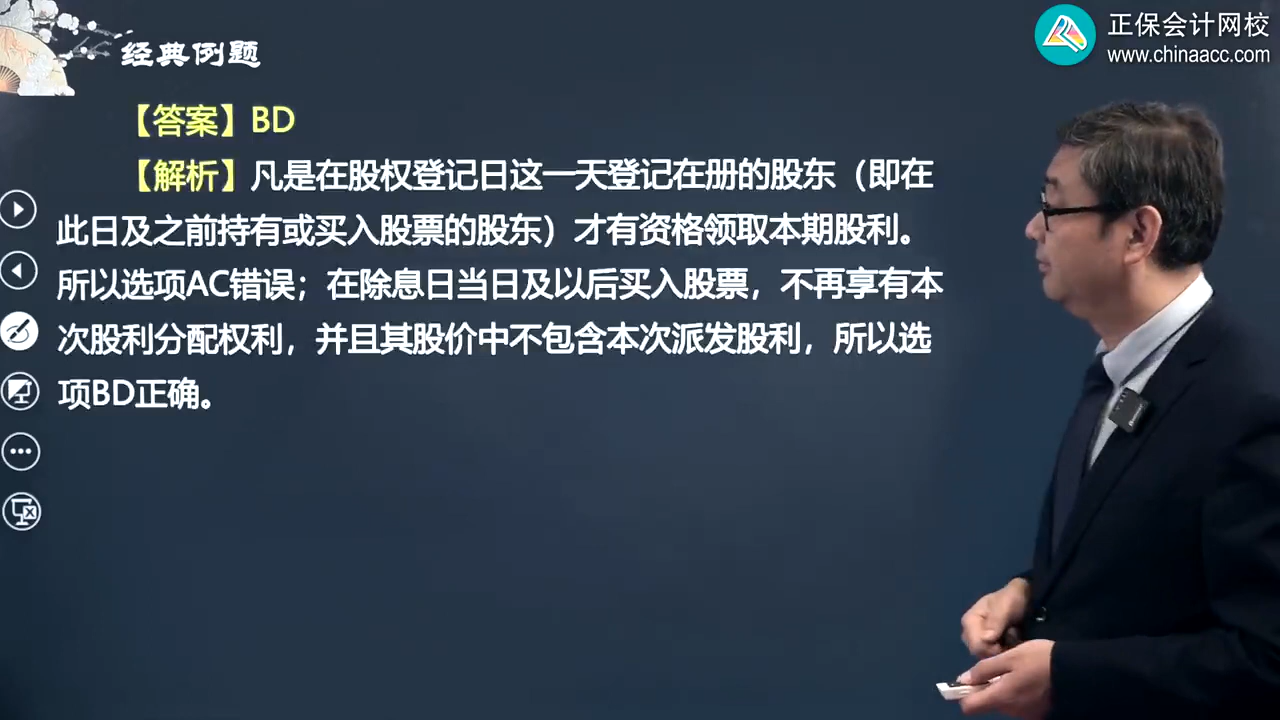 正保会计网校
www.chinaacc.com
经典例题
【答案】BD
【解析】凡是在股权登记日这一天登记在册的股东（即在
此日及之前持有或买入股票的股东）才有资格领取本期股利。
所以选项AC错误；在除息日当日及以后买入股票，不再享有本
次股利分配权利，并且其股价中不包含本次派发股利，所以选
项BD正确。